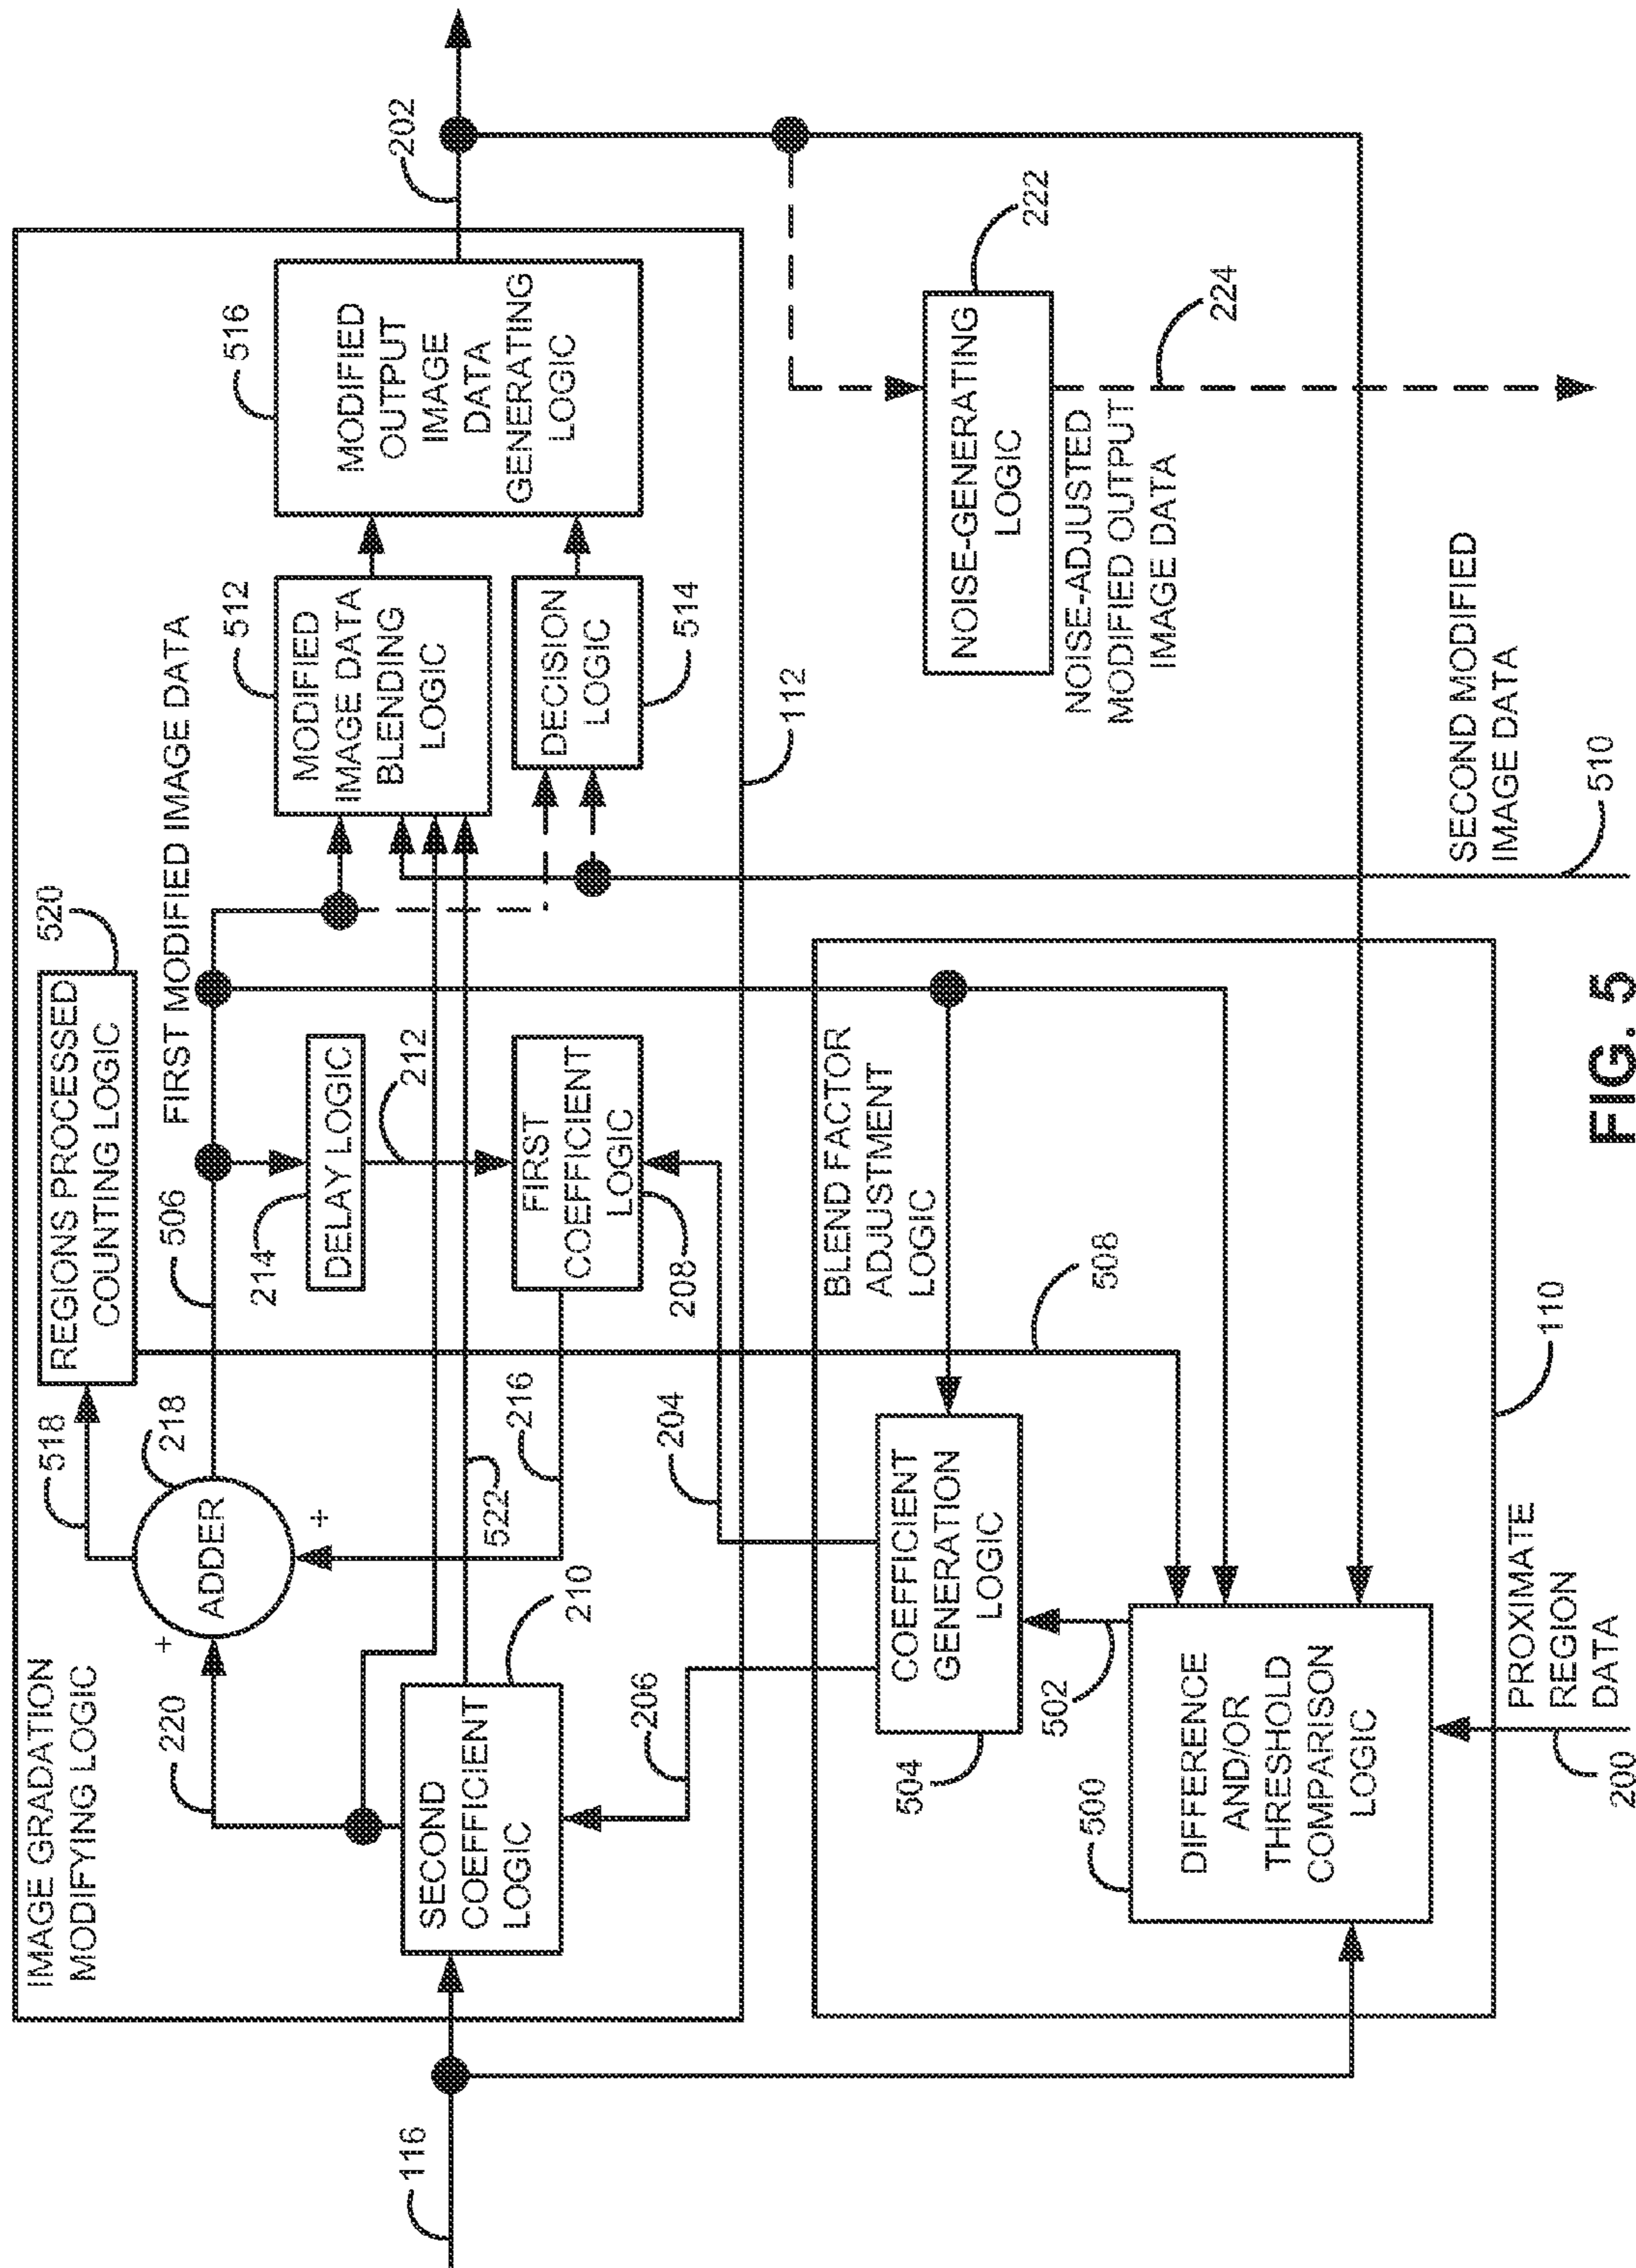 IMAGE GRADATION
MODIFYING LOGIC
116
220
+
ADDER
+
218
518
REGIONS PROCESSED
COUNTING LOGIC
520
506
FIRST MODIFIED IMAGE DATA
214
DELAY LOGIC
212
FIRST
COEFFICIENT
LOGIC
208
216
522
SECOND
COEFFICIENT
LOGIC
210
206
204
512
MODIFIED
IMAGE DATA
BLENDING
LOGIC
DECISION
LOGIC
514
516
MODIFIED
OUTPUT
IMAGE
DATA
GENERATING
LOGIC
202
112
BLEND FACTOR
ADJUSTMENT
LOGIC
508
COEFFICIENT
GENERATION
LOGIC
504
502
500
DIFFERENCE
AND/OR
THRESHOLD
COMPARISON
LOGIC
110
PROXIMATE
REGION
DATA
200
NOISE-GENERATING
LOGIC
222
NOISE-ADJUSTED
MODIFIED OUTPUT
IMAGE DATA
224
SECOND MODIFIED
IMAGE DATA
510
FIG. 5